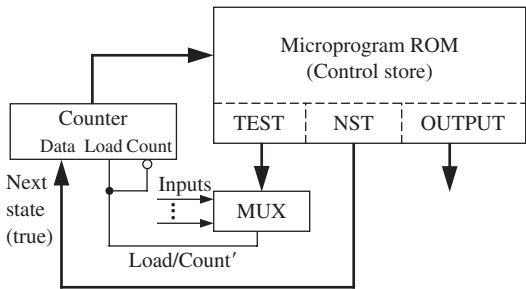 Microprogram ROM
(Control store)
Counter
Data Load Count
TEST
NST
OUTPUT
Next
state
(true)
Inputs
MUX
Load/Count′